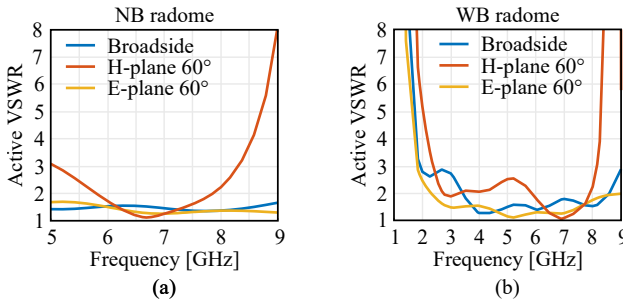 NB radome
WB radome
8
7
6
5
4
3
2
1
Active VSWR
Broadside
H-plane 60°
E-plane 60°
5
6
7
8
9
Frequency [GHz]
(a)
8
7
6
5
4
3
2
1
Active VSWR
Broadside
H-plane 60°
E-plane 60°
1 2 3 4 5 6 7 8 9
Frequency [GHz]
(b)